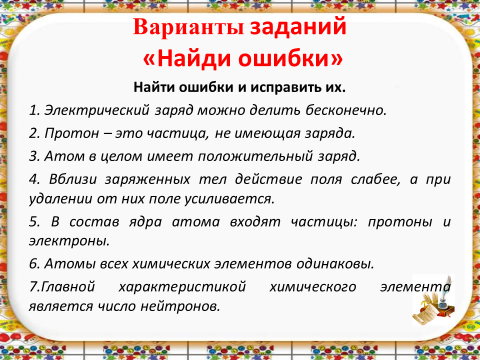 Варианты заданий
«Найди ошибки»
Найти ошибки и исправить их.
1. Электрический заряд можно делить бесконечно.
2. Протон – это частица, не имеющая заряда.
3. Атом в целом имеет положительный заряд.
4. Вблизи заряженных тел действие поля слабее, а при
удалении от них поле усиливается.
5. В состав ядра атома входят частицы: протоны и
электроны.
6. Атомы всех химических элементов одинаковы.
7.Главной характеристикой химического элемента
является число нейтронов.